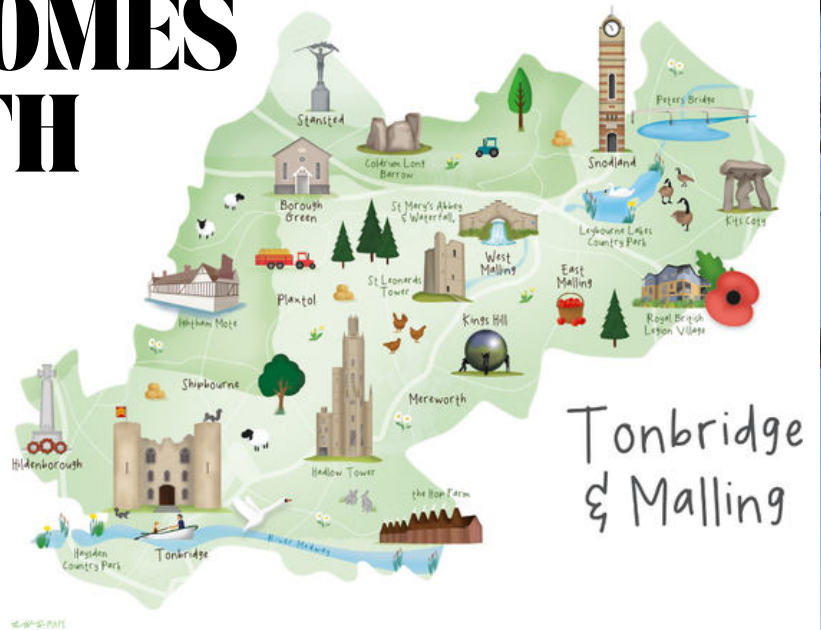 OMES
TH
Stansted
Coldrum Long
Barrow
Snodland
Peters Bridge
Borough
Green
St Mary's Abbey
& Waterfall,
Leybourne Lakes
Country Park
Kits Coty
West
Malling
St Leonards
Tower
East
Malling
Plaxtol
Ightham Mote
Kings Hill
Royal British
Legion Village
Shipbourne
Mereworth
Tonbridge
& Malling
Hildenborough
Hadlow Tower
the Hop Farm
River Medway
Haysden
Country Park
Tonbridge